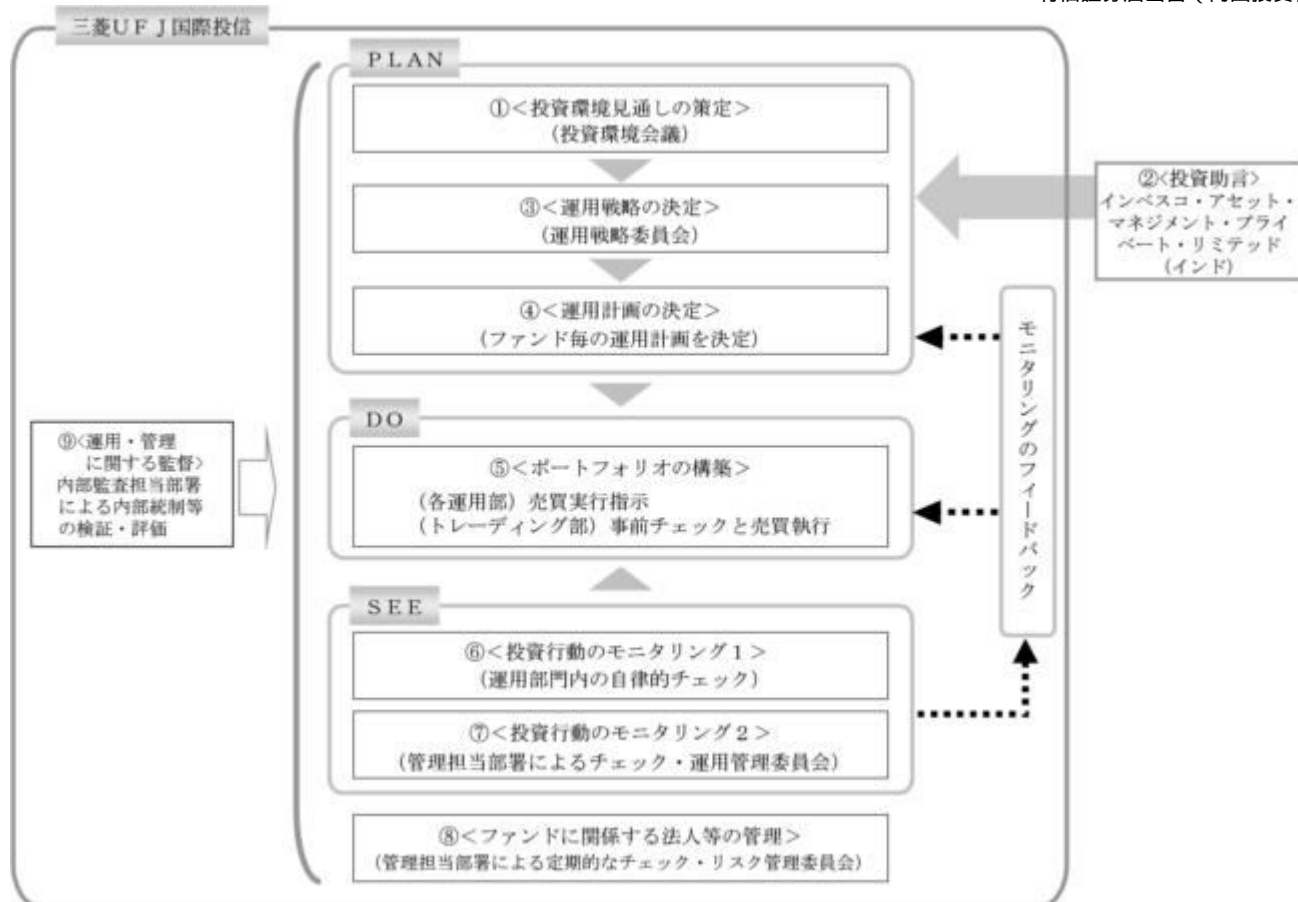 三菱ＵＦＪ国際投信
ＰＬＡＮ
①＜投資環境見通しの策定＞
（投資環境会議）
③＜運用戦略の決定＞
（運用戦略委員会）
④＜運用計画の決定＞
（ファンド毎の運用計画を決定）
②<投資助言>
インベスコ・アセット・
マネジメント・プライ
ベート・リミテッド
（インド）
ＤＯ
⑤＜ポートフォリオの構築＞
（各運用部）売買実行指示
（トレーディング部）事前チェックと売買執行
モニタリングのフィードバック
⑨<運用・管理
に関する監督>
内部監査担当部署
による内部統制等
の検証・評価
ＳＥＥ
⑥＜投資行動のモニタリング１＞
（運用部門内の自律的チェック）
⑦＜投資行動のモニタリング２＞
（管理担当部署によるチェック・運用管理委員会）
⑧＜ファンドに関係する法人等の管理＞
（管理担当部署による定期的なチェック・リスク管理委員会）